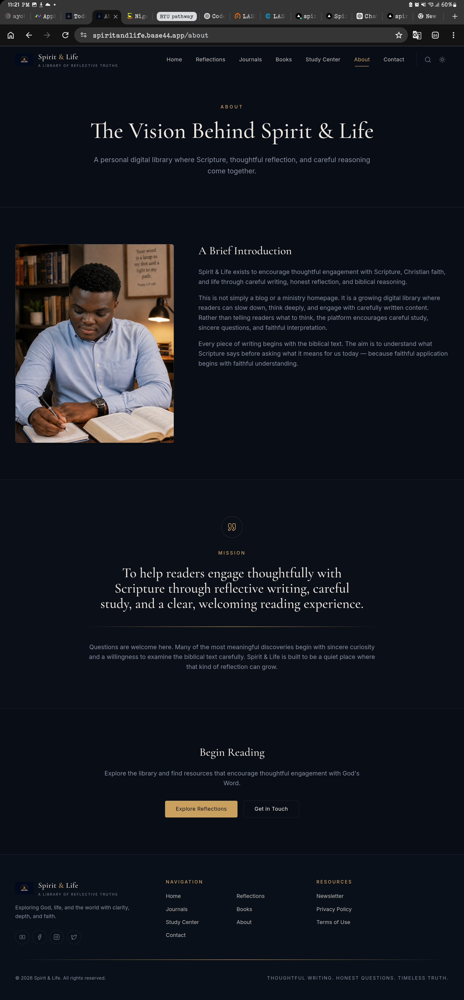 11:21 PM
60%
ayo
App
Tod
Ab
Nig
BYU pathway
Code
LAS
LAS
spir
Spi
Cha
spir
New
spiritandlife.base44.app/about
26
Spirit & Life
A LIBRARY OF REFLECTIVE TRUTHS
Home
Reflections
Journals
Books
Study Center
About
Contact
ABOUT
The Vision Behind Spirit & Life
A personal digital library where Scripture, thoughtful reflection, and careful reasoning
come together.
Your word
is a lamp to
my feet and a
light to my
path.
Psalm 119:105
A Brief Introduction
Spirit & Life exists to encourage thoughtful engagement with Scripture, Christian faith,
and life through careful writing, honest reflection, and biblical reasoning.
This is not simply a blog or a ministry homepage. It is a growing digital library where
readers can slow down, think deeply, and engage with carefully written content.
Rather than telling readers what to think, the platform encourages careful study,
sincere questions, and faithful interpretation.
Every piece of writing begins with the biblical text. The aim is to understand what
Scripture says before asking what it means for us today — because faithful application
begins with faithful understanding.
MISSION
To help readers engage thoughtfully with
Scripture through reflective writing, careful
study, and a clear, welcoming reading experience.
Questions are welcome here. Many of the most meaningful discoveries begin with sincere curiosity
and a willingness to examine the biblical text carefully. Spirit & Life is built to be a quiet place where
that kind of reflection can grow.
Begin Reading
Explore the library and find resources that encourage thoughtful engagement with God's
Word.
Explore Reflections
Get in Touch
Spirit & Life
A LIBRARY OF REFLECTIVE TRUTHS
Exploring God, life, and the world with clarity,
depth, and faith.
NAVIGATION
Home
Reflections
Journals
Books
Study Center
About
Contact
RESOURCES
Newsletter
Privacy Policy
Terms of Use
© 2026 Spirit & Life. All rights reserved.
THOUGHTFUL WRITING. HONEST QUESTIONS. TIMELESS TRUTH.